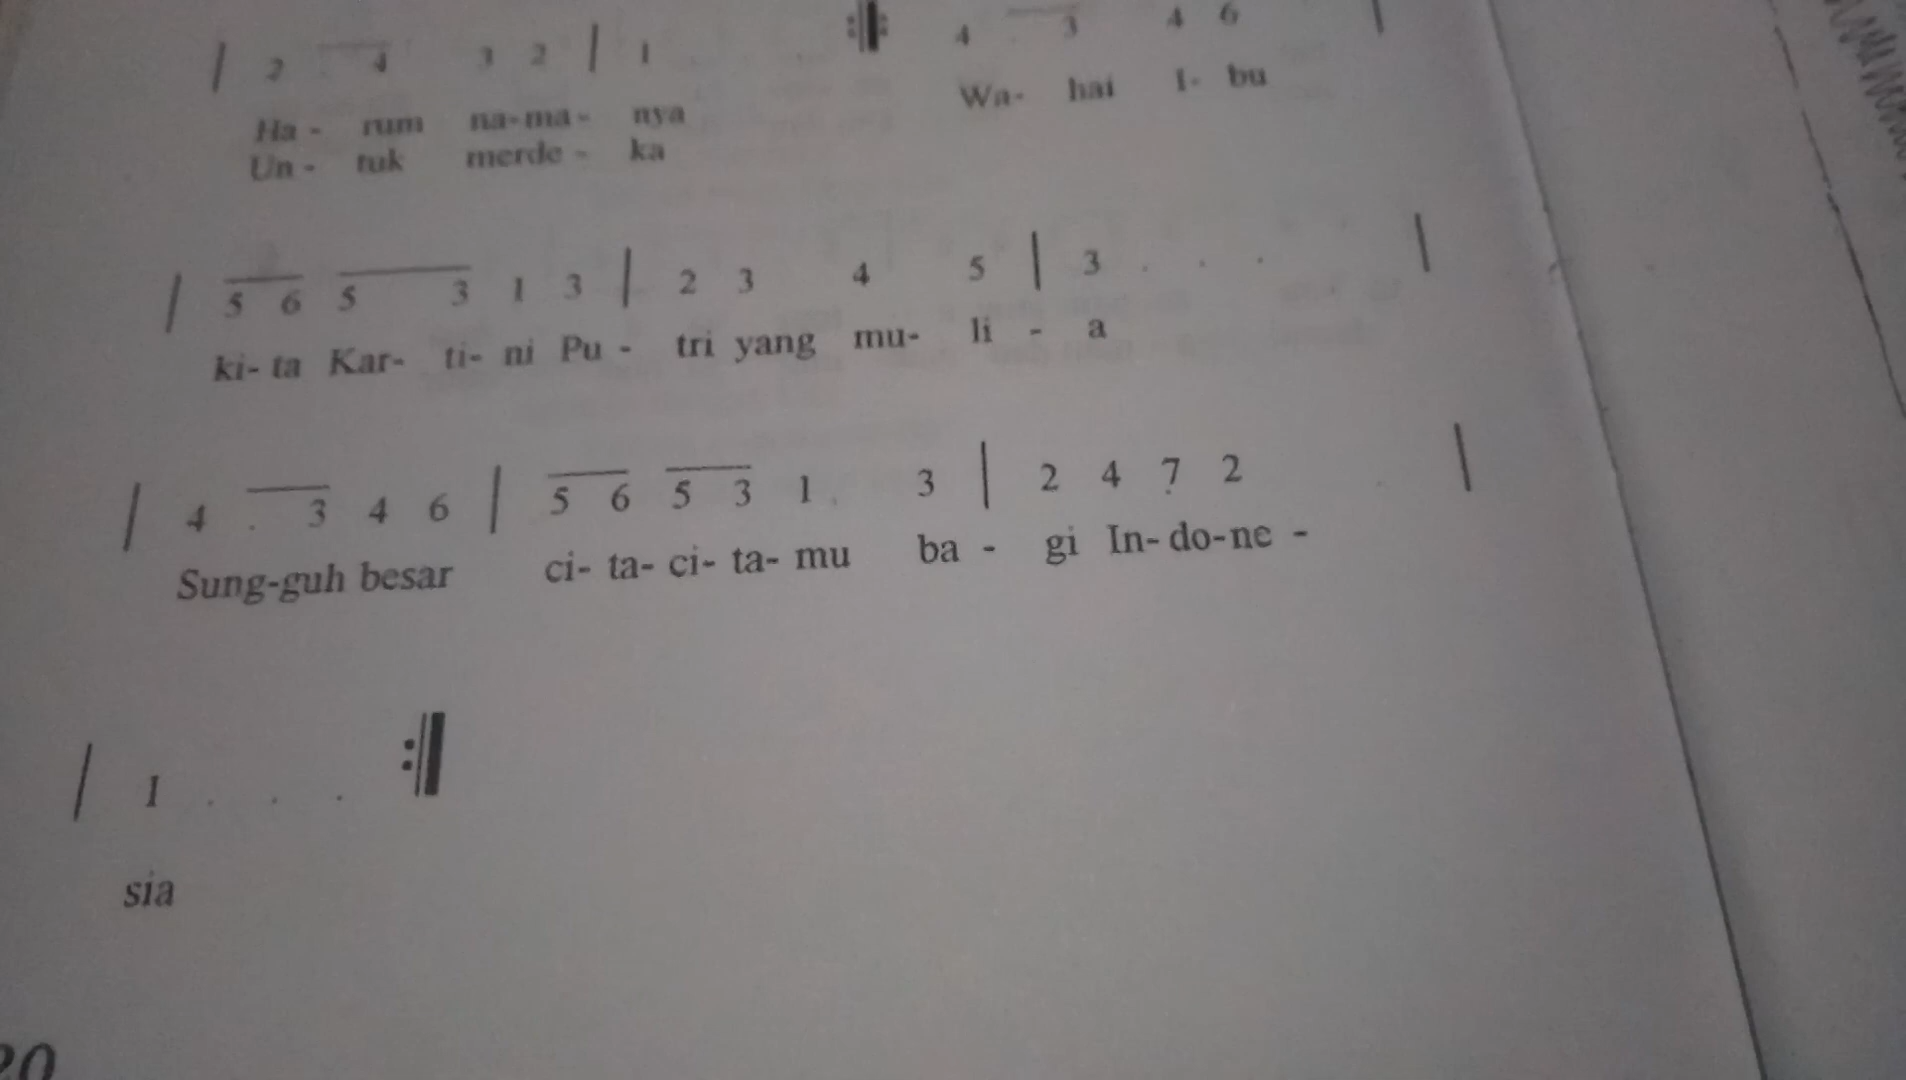 | 2 . 4 3 2 | 1 :||: 4 . 3 4 6 |
Ha - rum na-ma- nya Wa- hai I- bu
Un - tuk merde - ka
| 5 6 5 3 1 3 | 2 3 4 5 | 3 . . . |
ki- ta Kar- ti- ni Pu - tri yang mu- li - a
| 4 . 3 4 6 | 5 6 5 3 1 . 3 | 2 4 7̣ 2 |
Sung-guh besar ci- ta- ci- ta- mu ba - gi In- do-ne -
| 1 . . . :||
sia
20